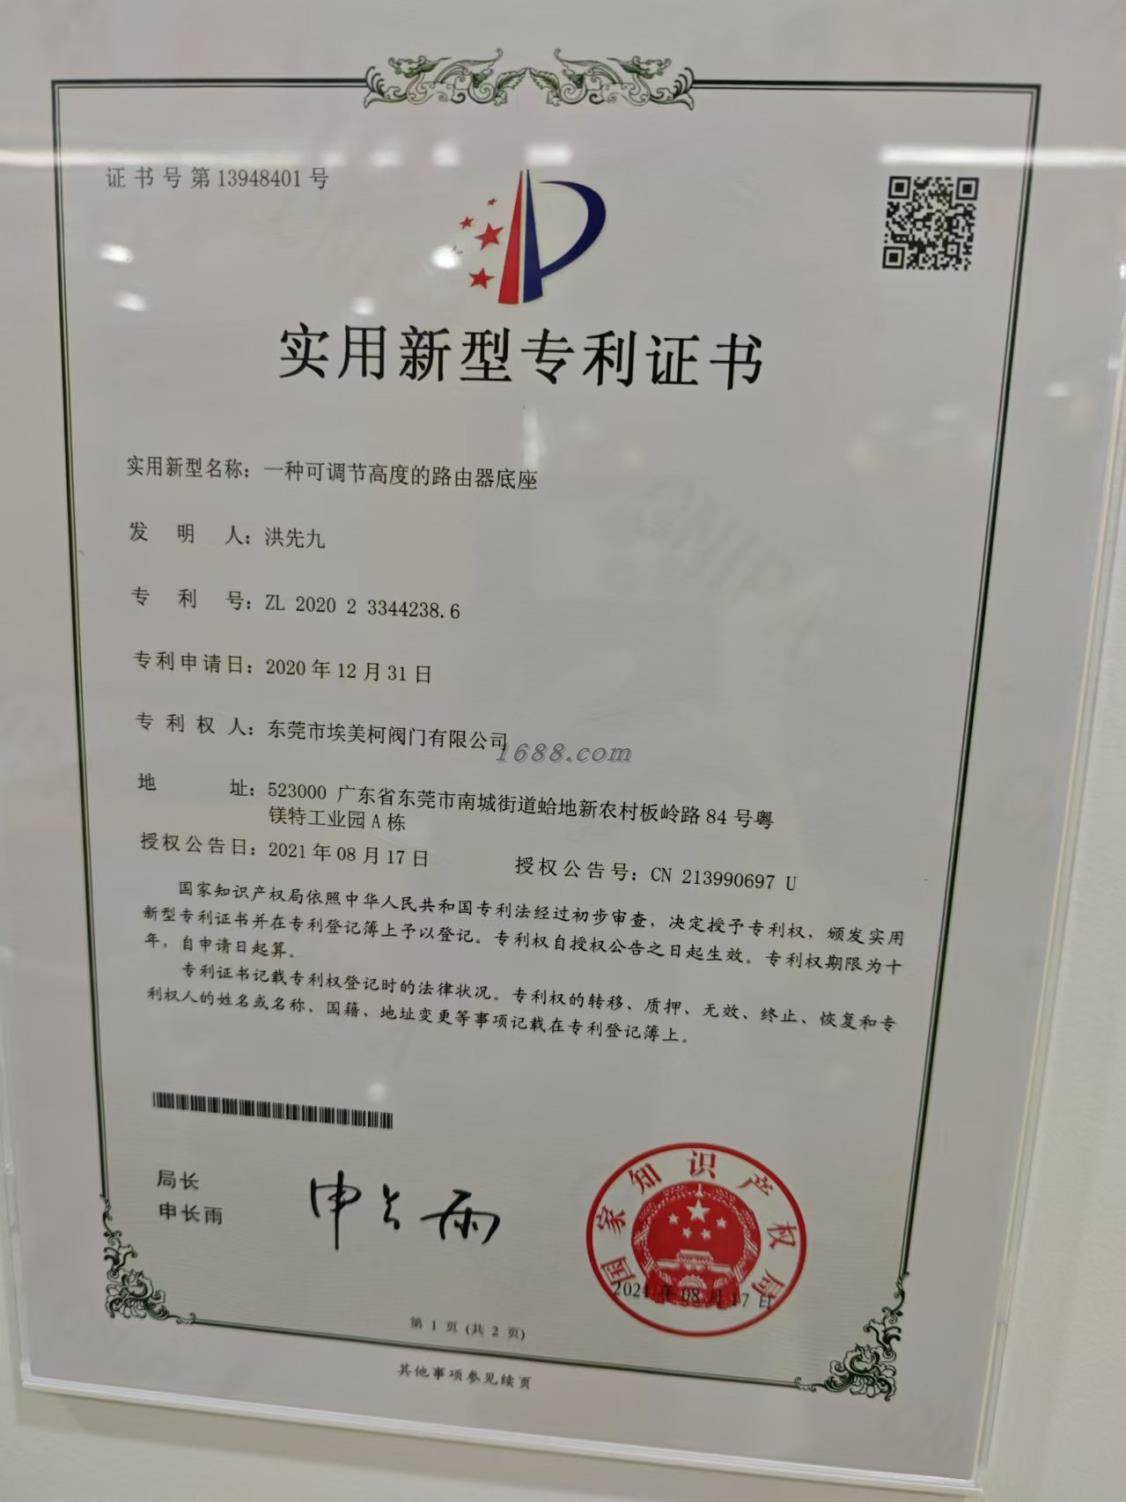 证书号第13948401号
实用新型专利证书
实用新型名称：一种可调节高度的路由器底座
发明人：洪先九
专利号：ZL 2020 2 3344238.6
专利申请日：2020年12月31日
专利权人：东莞市埃美柯阀门有限公司
1688.com
地址：523000 广东省东莞市南城街道蛤地新农村板岭路84号粤
镁特工业园A栋
授权公告日：2021年08月17日 授权公告号：CN 213990697 U
国家知识产权局依照中华人民共和国专利法经过初步审查，决定授予专利权，颁发实用
新型专利证书并在专利登记簿上予以登记。专利权自授权公告之日起生效。专利权期限为十
年，自申请日起算。
专利证书记载专利权登记时的法律状况。专利权的转移、质押、无效、终止、恢复和专
利权人的姓名或名称、国籍、地址变更等事项记载在专利登记簿上。
局长
申长雨
申长雨
国家知识产权局
2021年08月17日
第 1 页 (共 2 页)
其他事项参见续页